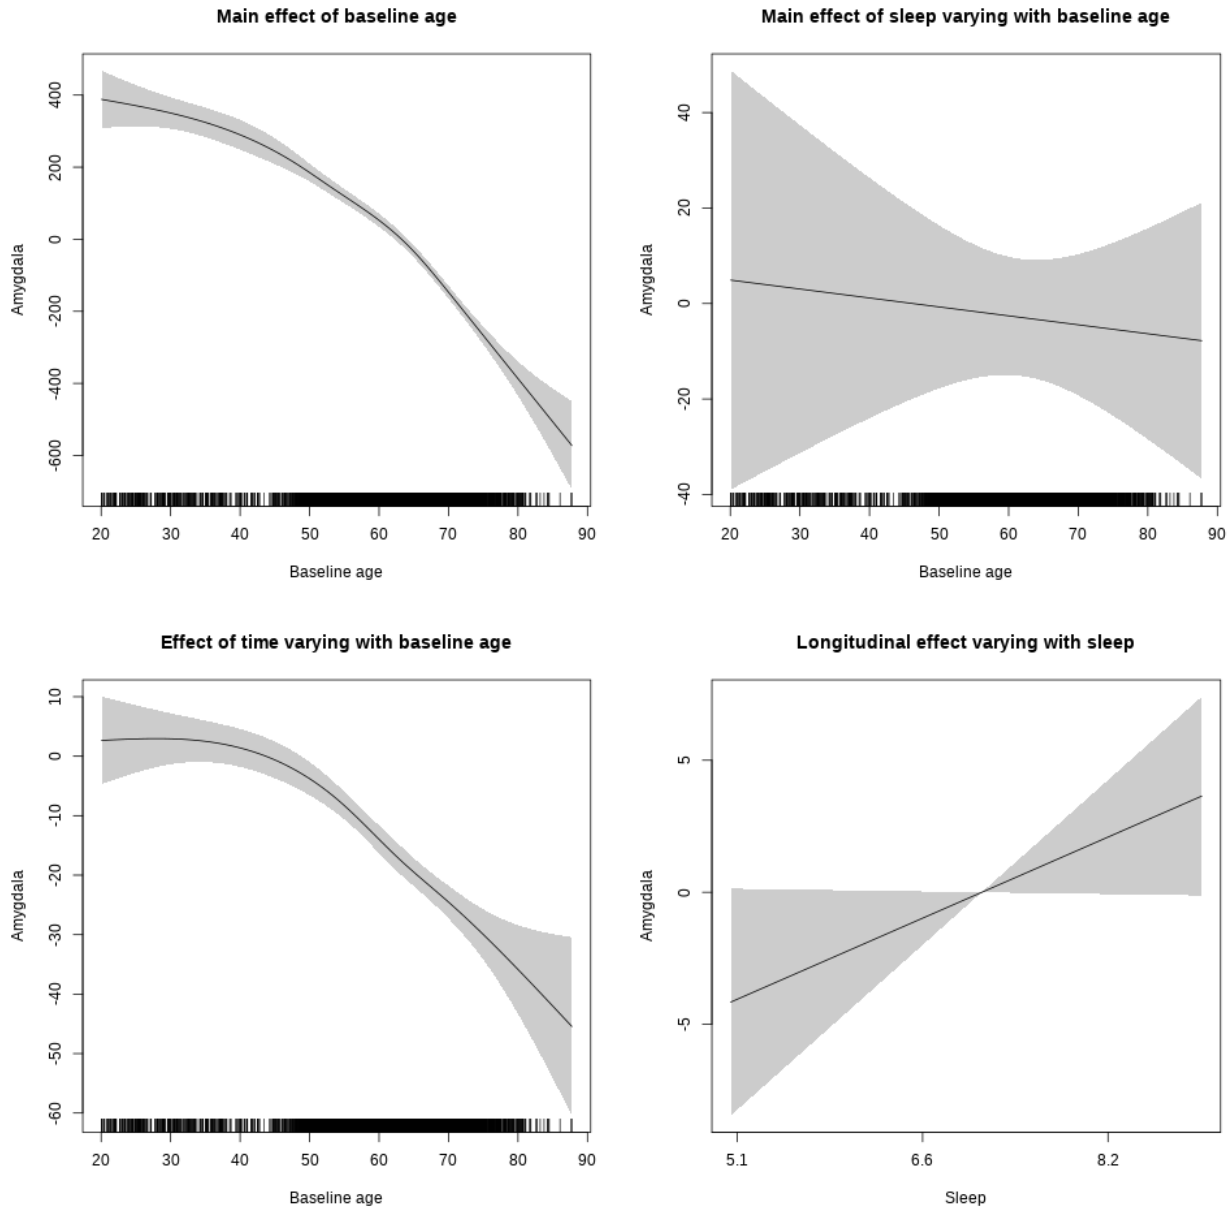 Main effect of baseline age
Amygdala
400
200
0
-200
-400
-600
20 30 40 50 60 70 80 90
Baseline age
Main effect of sleep varying with baseline age
Amygdala
40
20
0
-20
-40
20 30 40 50 60 70 80 90
Baseline age
Effect of time varying with baseline age
Amygdala
10
0
-10
-20
-30
-40
-50
-60
20 30 40 50 60 70 80 90
Baseline age
Longitudinal effect varying with sleep
Amygdala
5
0
-5
5.1 6.6 8.2
Sleep